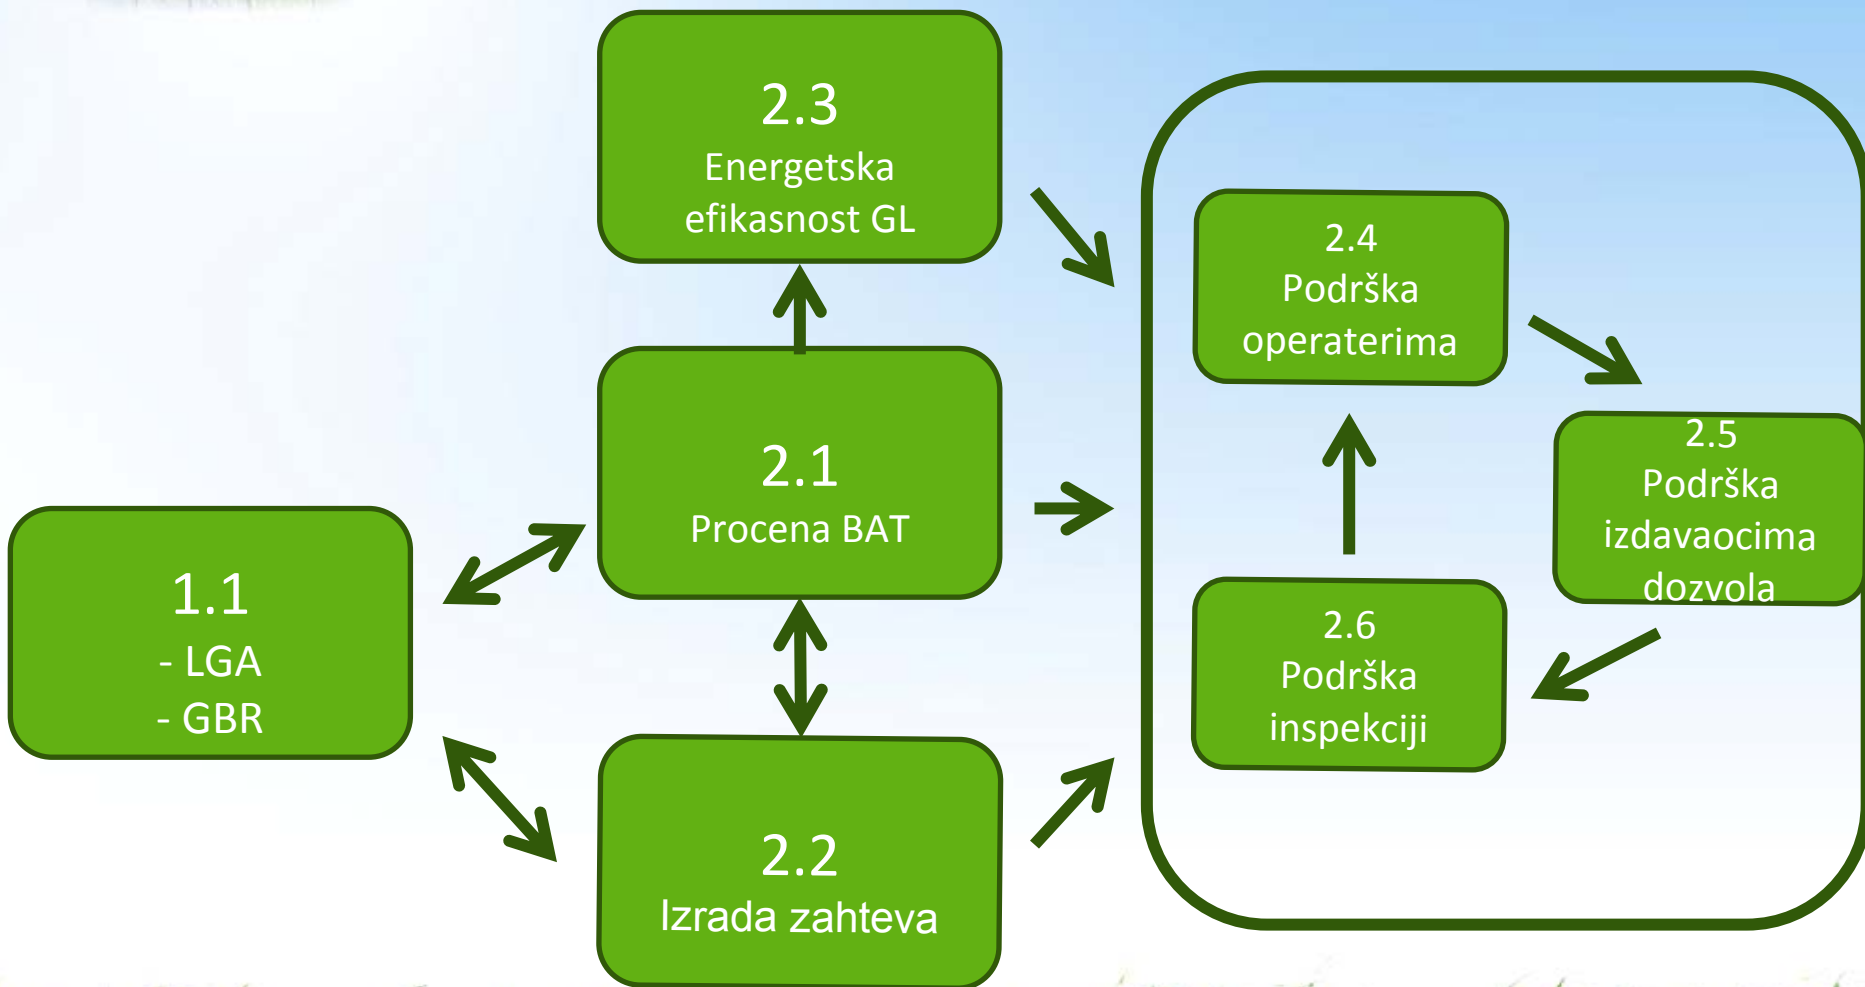 2.3
Energetska
efikasnost GL
2.1
Procena BAT
1.1
- LGA
- GBR
2.2
Izrada zahteva
2.4
Podrška
operaterima
2.5
Podrška
izdavaocima
dozvola
2.6
Podrška
inspekciji